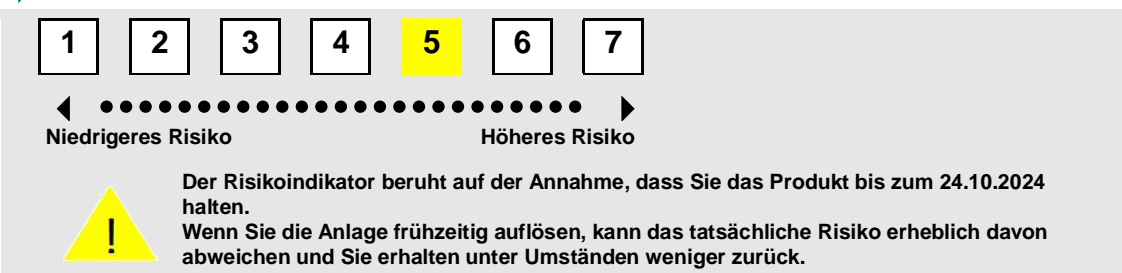 1 2 3 4 5 6 7
Niedrigeres Risiko Höheres Risiko
Der Risikoindikator beruht auf der Annahme, dass Sie das Produkt bis zum 24.10.2024
halten.
Wenn Sie die Anlage frühzeitig auflösen, kann das tatsächliche Risiko erheblich davon
abweichen und Sie erhalten unter Umständen weniger zurück.
!